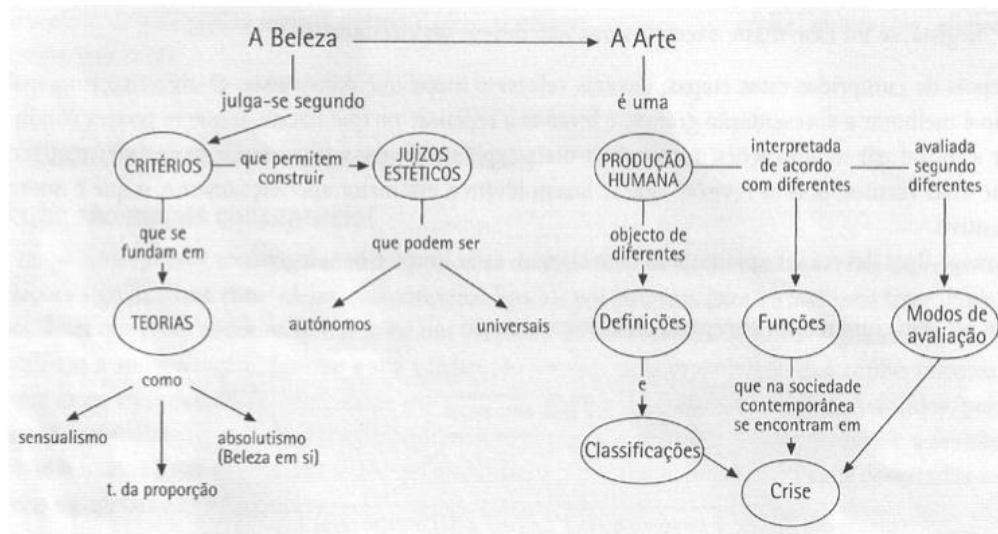 A Beleza
A Arte
julga-se segundo
é uma
CRITÉRIOS
que permitem
construir
JUÍZOS
ESTÉTICOS
PRODUÇÃO
HUMANA
interpretada
de acordo
com diferentes
avaliada
segundo
diferentes
que se
fundam em
que podem ser
objecto de
diferentes
TEORIAS
autónomos
universais
Definições
Funções
Modos de
avaliação
como
e
que na sociedade
contemporânea
se encontram em
sensualismo
absolutismo
(Beleza em si)
Classificações
t. da proporção
Crise